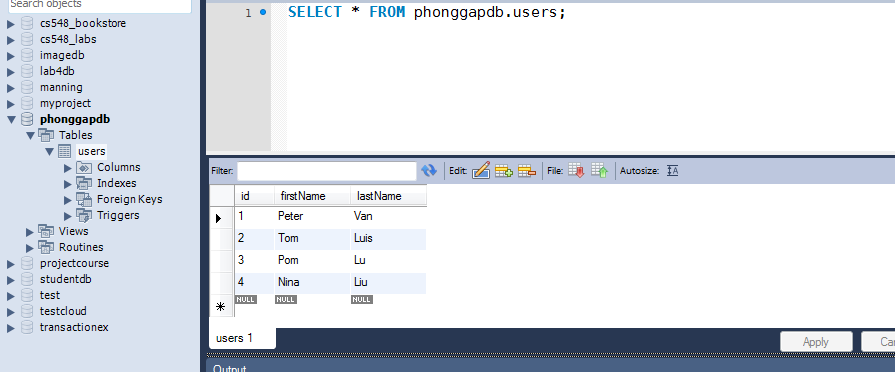 Search objects
cs548_bookstore
cs548_labs
imagedb
lab4db
manning
myproject
phonggapdb
Tables
users
Columns
Indexes
Foreign Keys
Triggers
Views
Routines
projectcourse
studentdb
test
testcloud
transactionex
1 SELECT * FROM phonggapdb.users;
Filter: Edit: File: Autosize:
id firstName lastName
1 Peter Van
2 Tom Luis
3 Pom Lu
4 Nina Liu
NULL NULL NULL
users 1
Apply Can
Output